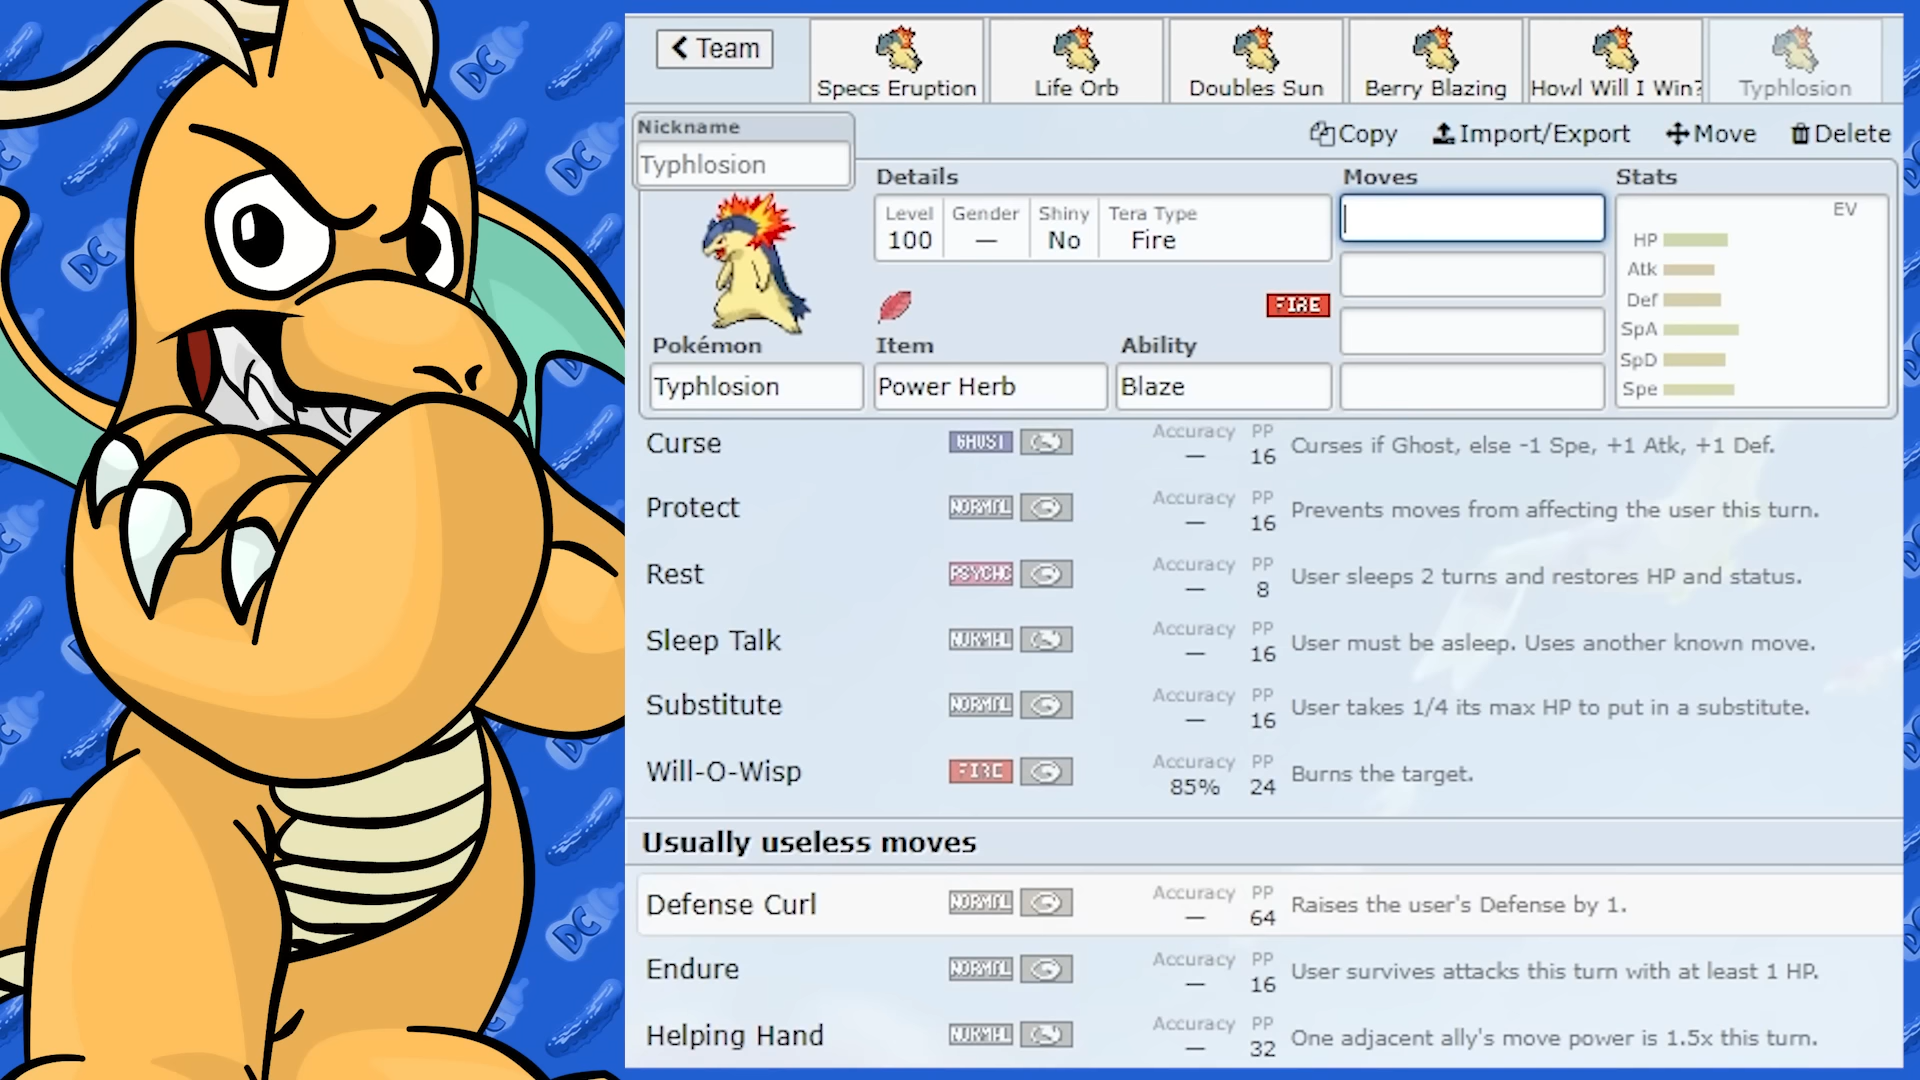 Team
Specs Eruption
Life Orb
Doubles Sun
Berry Blazing
Howl Will I Win?
Typhlosion
Copy
Import/Export
Move
Delete
Nickname
Typhlosion
Details
Moves
Stats
Level
Gender
Shiny
Tera Type
EV
100
—
No
Fire
HP
Atk
Def
SpA
SpD
Spe
FIRE
Pokémon
Item
Ability
Typhlosion
Power Herb
Blaze
Curse GHOST Accuracy — PP 16 Curses if Ghost, else -1 Spe, +1 Atk, +1 Def.
Protect NORMAL Accuracy — PP 16 Prevents moves from affecting the user this turn.
Rest PSYCHC Accuracy — PP 8 User sleeps 2 turns and restores HP and status.
Sleep Talk NORMAL Accuracy — PP 16 User must be asleep. Uses another known move.
Substitute NORMAL Accuracy — PP 16 User takes 1/4 its max HP to put in a substitute.
Will-O-Wisp FIRE Accuracy 85% PP 24 Burns the target.
Usually useless moves
Defense Curl NORMAL Accuracy — PP 64 Raises the user's Defense by 1.
Endure NORMAL Accuracy — PP 16 User survives attacks this turn with at least 1 HP.
Helping Hand NORMAL Accuracy — PP 32 One adjacent ally's move power is 1.5x this turn.
DC
DC
DC
DC